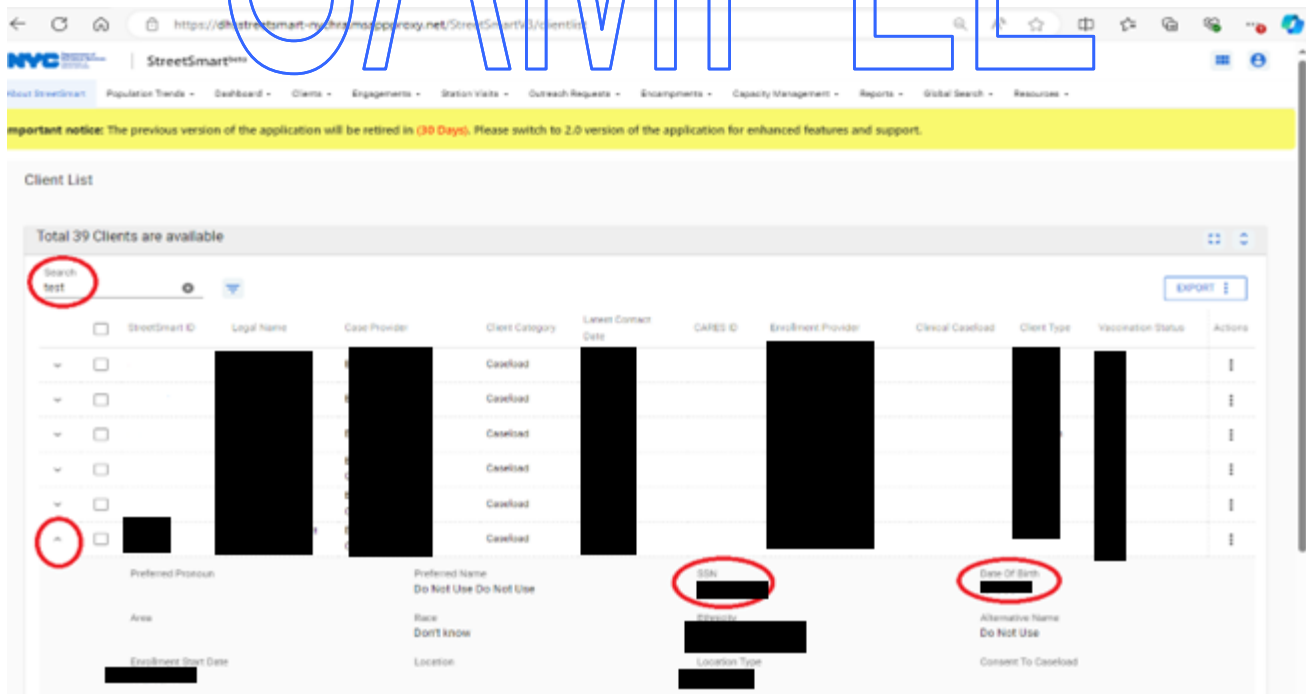 SAMPLE
https://dhsstreetsmart-nychra.msappproxy.net/StreetSmartV3/clientlist
NYC StreetSmart beta
About StreetSmart Population Trends Dashboard Clients Engagements Station Visits Outreach Requests Encampments Capacity Management Reports Global Search Resources
mportant notice: The previous version of the application will be retired in (30 Days). Please switch to 2.0 version of the application for enhanced features and support.
Client List
Total 39 Clients are available
Search
test
EXPORT
StreetSmart ID Legal Name Case Provider Client Category Latest Contact Date CARES ID Enrollment Provider Clinical Caseload Client Type Vaccination Status Actions
Caseload
Caseload
Caseload
Caseload
Caseload
Caseload
Preferred Pronoun Preferred Name SSN Date Of Birth
Do Not Use Do Not Use
Area Race Ethnicity Alternative Name
Don't know Do Not Use
Enrollment Start Date Location Location Type Consent To Caseload